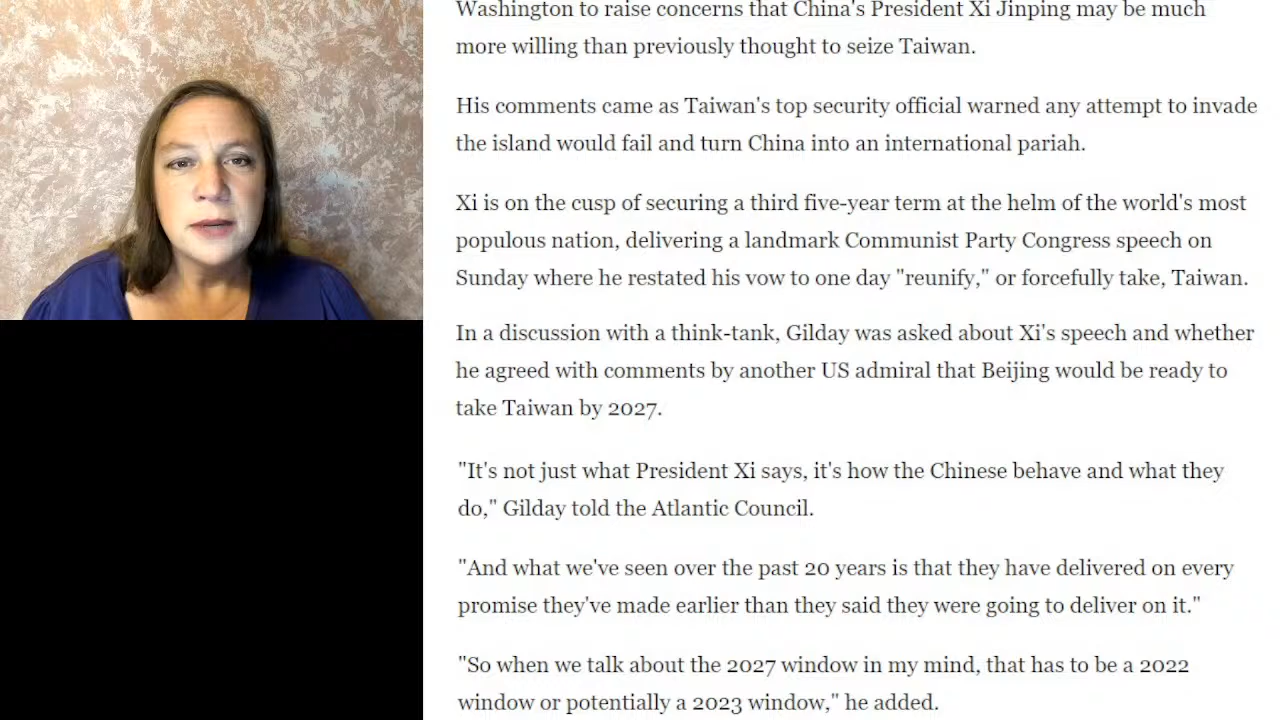 Washington to raise concerns that China's President Xi Jinping may be much
more willing than previously thought to seize Taiwan.
His comments came as Taiwan's top security official warned any attempt to invade
the island would fail and turn China into an international pariah.
Xi is on the cusp of securing a third five-year term at the helm of the world's most
populous nation, delivering a landmark Communist Party Congress speech on
Sunday where he restated his vow to one day "reunify," or forcefully take, Taiwan.
In a discussion with a think-tank, Gilday was asked about Xi's speech and whether
he agreed with comments by another US admiral that Beijing would be ready to
take Taiwan by 2027.
"It's not just what President Xi says, it's how the Chinese behave and what they
do," Gilday told the Atlantic Council.
"And what we've seen over the past 20 years is that they have delivered on every
promise they've made earlier than they said they were going to deliver on it."
"So when we talk about the 2027 window in my mind, that has to be a 2022
window or potentially a 2023 window," he added.